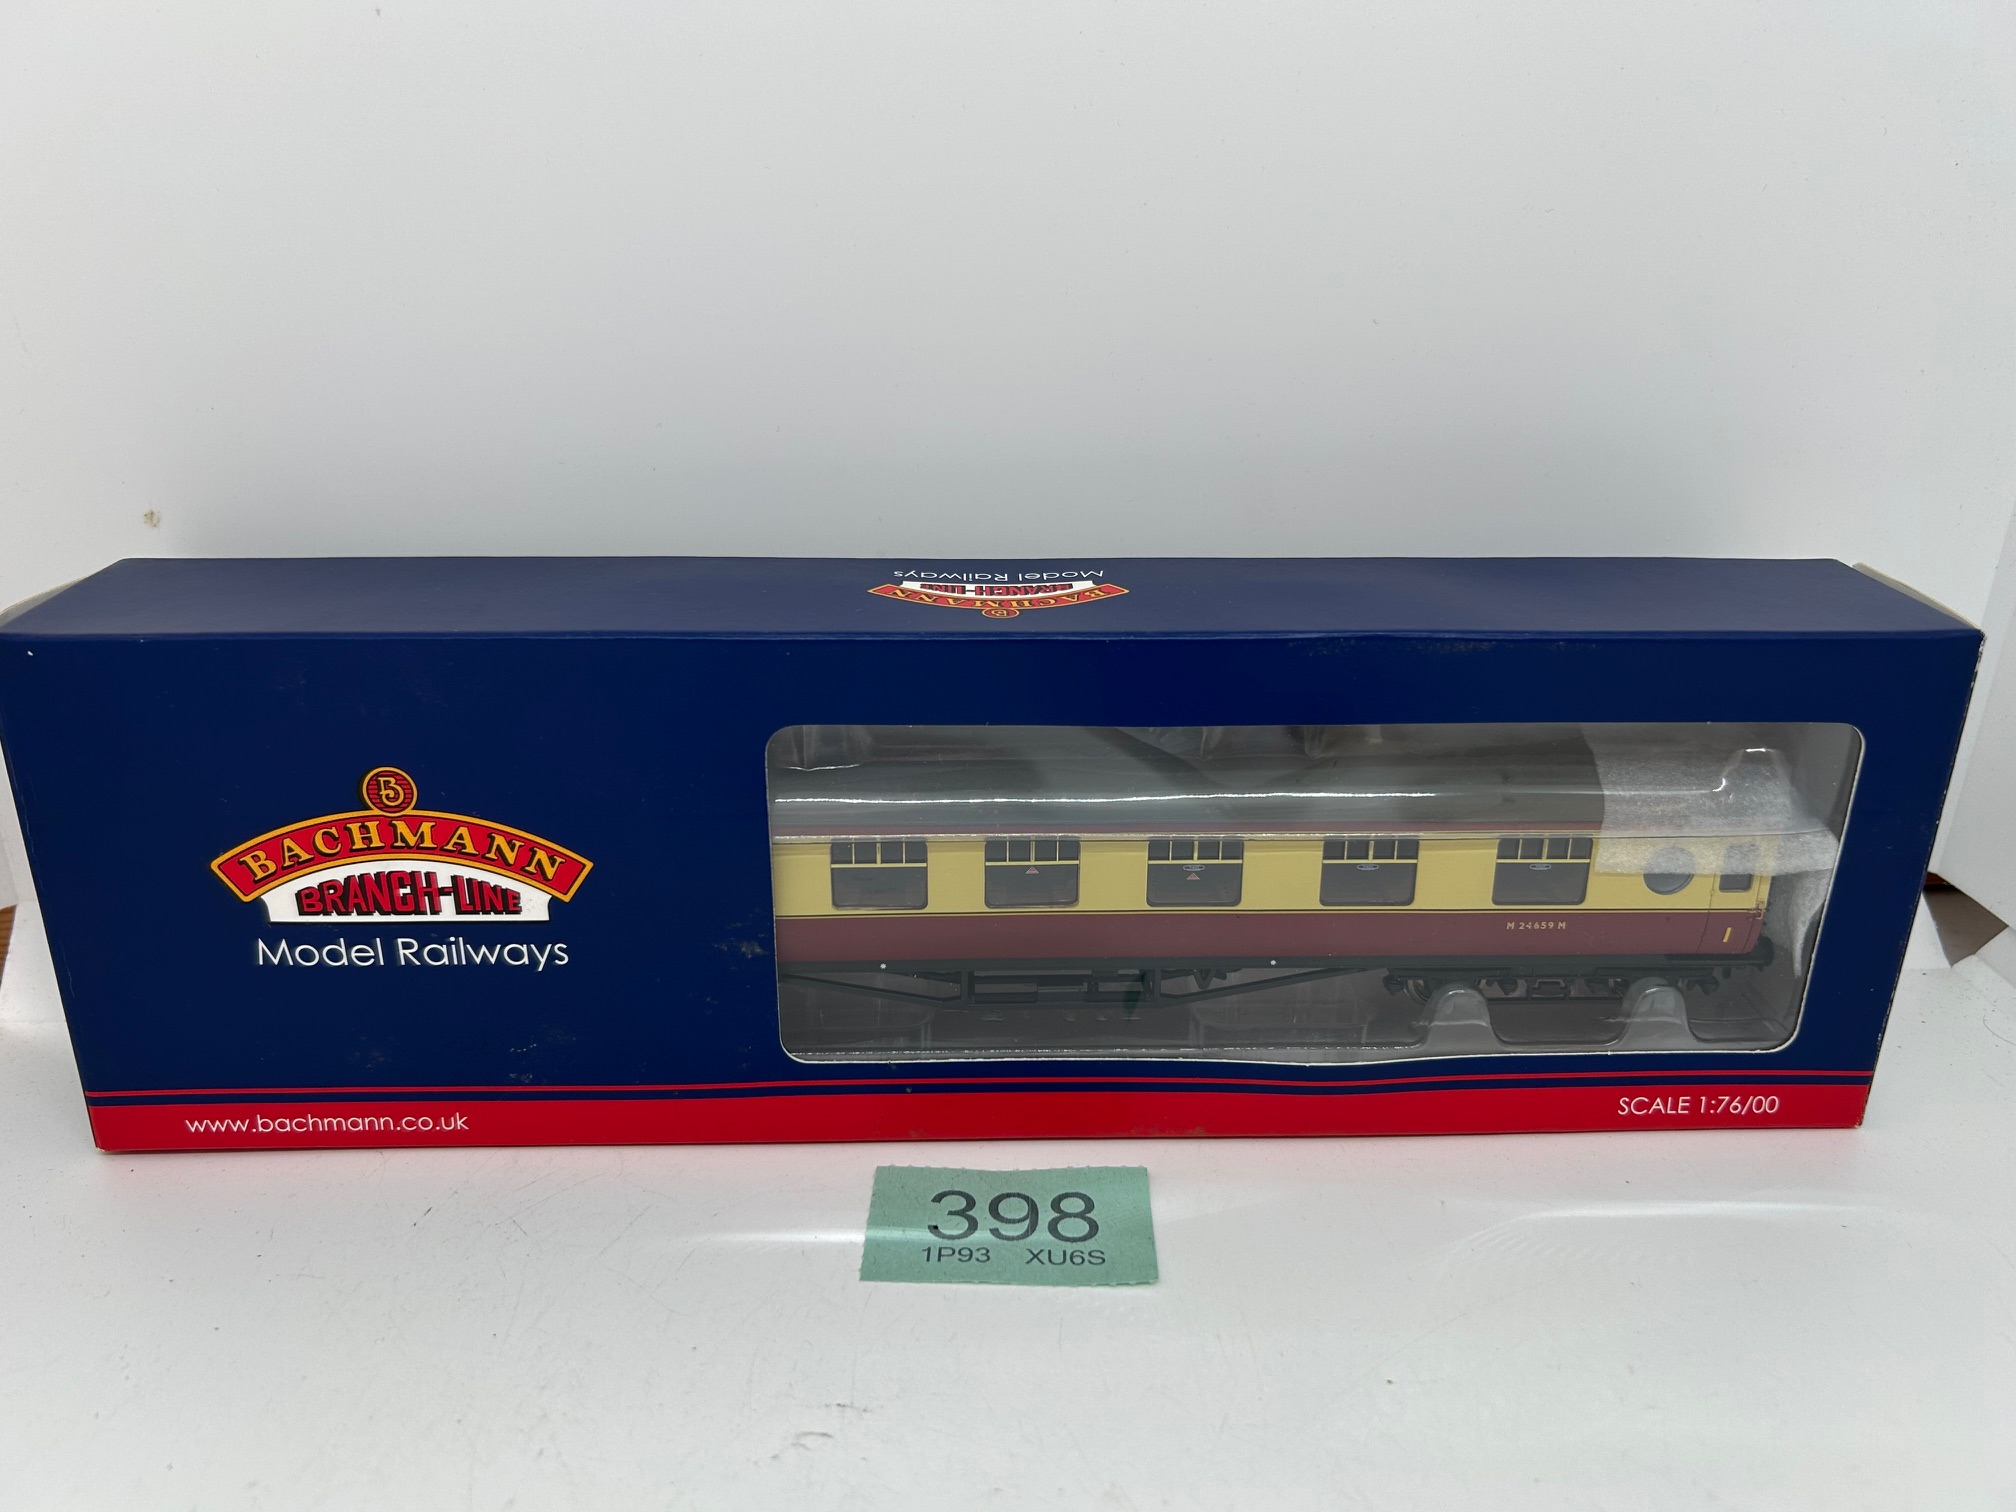 Model Railways
BRANCH-LINE
BACHMANN
B
B
BACHMANN
BRANCH-LINE
Model Railways
M 24659 M
1
www.bachmann.co.uk
SCALE 1:76/00
398
1P93 XU6S